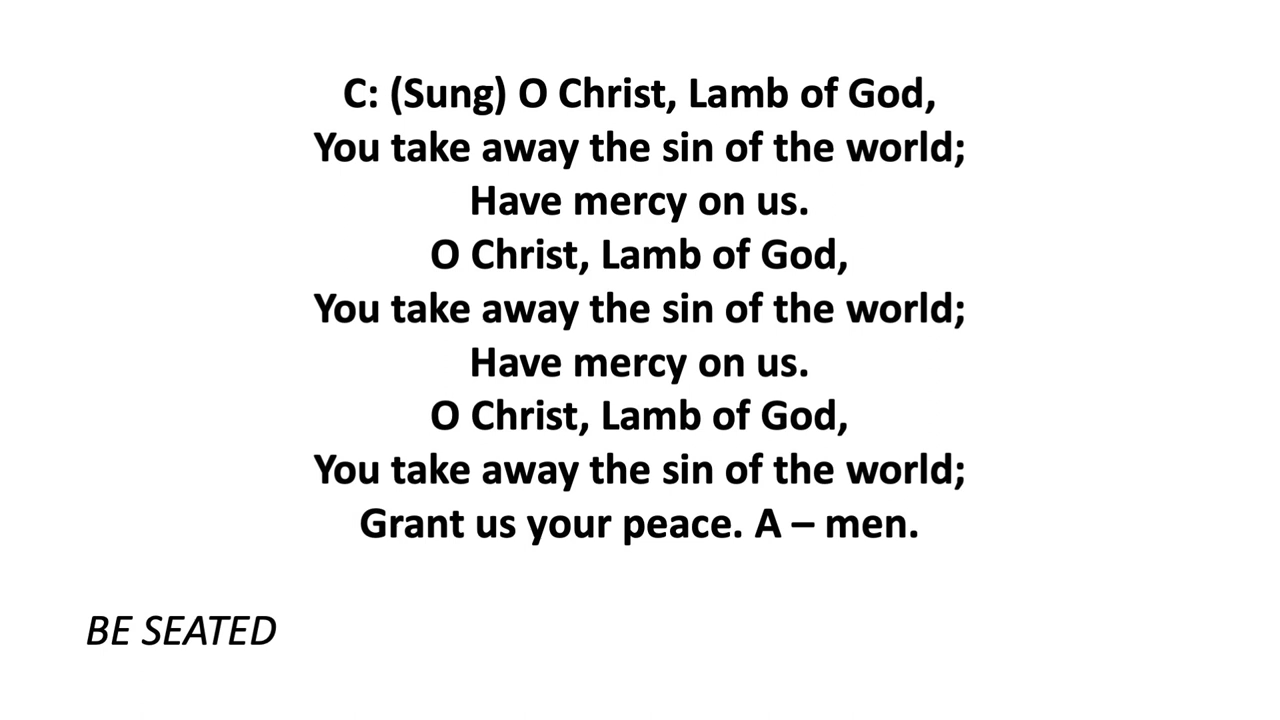 C: (Sung) O Christ, Lamb of God,
You take away the sin of the world;
Have mercy on us.
O Christ, Lamb of God,
You take away the sin of the world;
Have mercy on us.
O Christ, Lamb of God,
You take away the sin of the world;
Grant us your peace. A – men.
BE SEATED